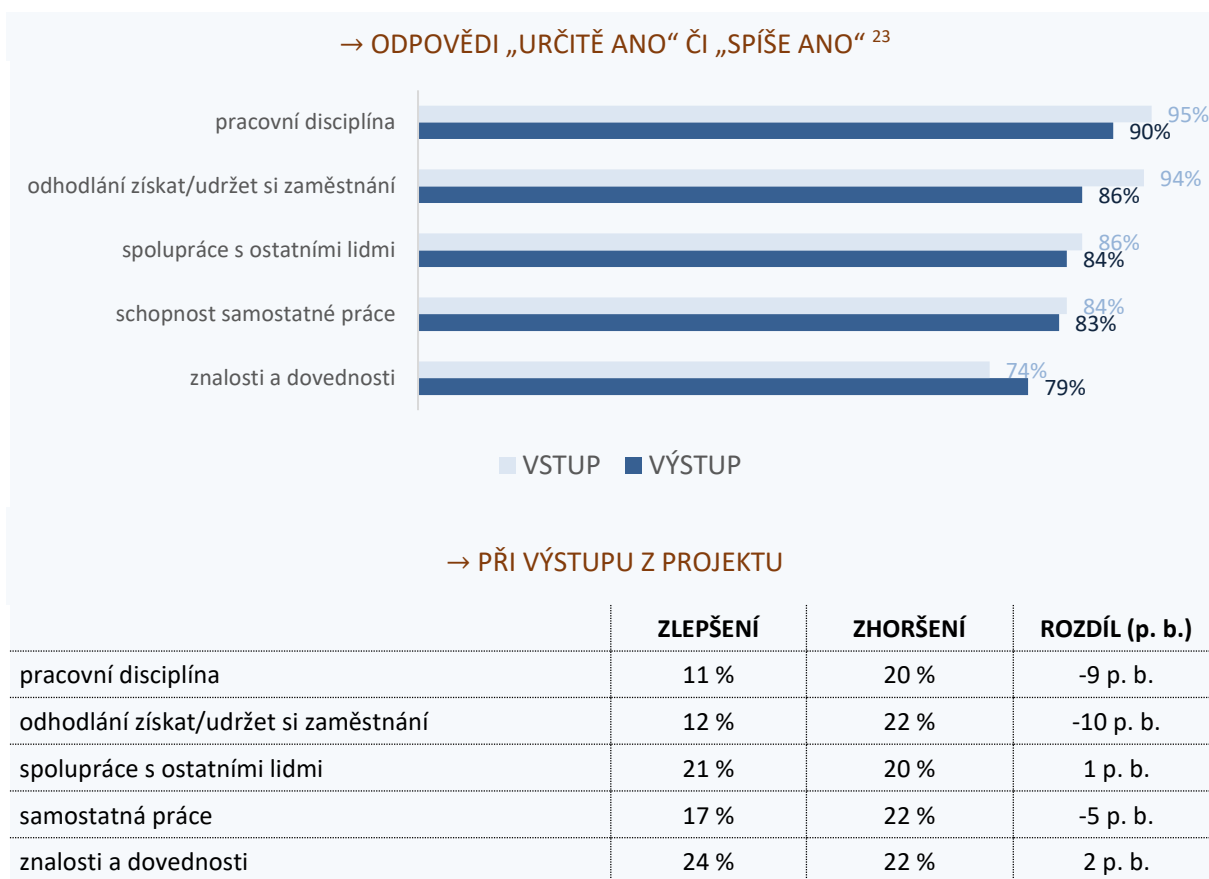 → ODPOVĚDI „URČITĚ ANO“ ČI „SPÍŠE ANO“ 23
pracovní disciplína
95%
90%
odhodlání získat/udržet si zaměstnání
94%
86%
spolupráce s ostatními lidmi
86%
84%
schopnost samostatné práce
84%
83%
znalosti a dovednosti
74%
79%
VSTUP VÝSTUP
→ PŘI VÝSTUPU Z PROJEKTU
ZLEPŠENÍ ZHORŠENÍ ROZDÍL (p. b.)
pracovní disciplína 11 % 20 % -9 p. b.
odhodlání získat/udržet si zaměstnání 12 % 22 % -10 p. b.
spolupráce s ostatními lidmi 21 % 20 % 1 p. b.
samostatná práce 17 % 22 % -5 p. b.
znalosti a dovednosti 24 % 22 % 2 p. b.